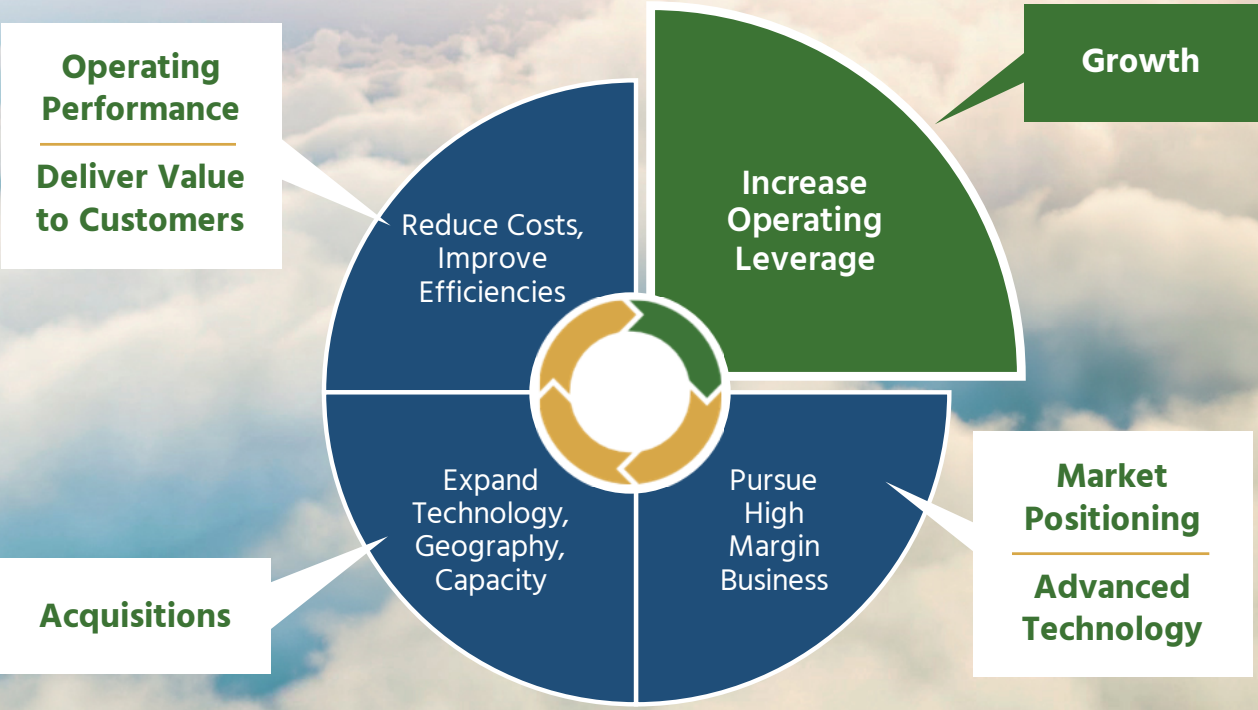 Operating
Performance
Deliver Value
to Customers
Growth
Reduce Costs,
Improve
Efficiencies
Increase
Operating
Leverage
Expand
Technology,
Geography,
Capacity
Pursue
High
Margin
Business
Acquisitions
Market
Positioning
Advanced
Technology